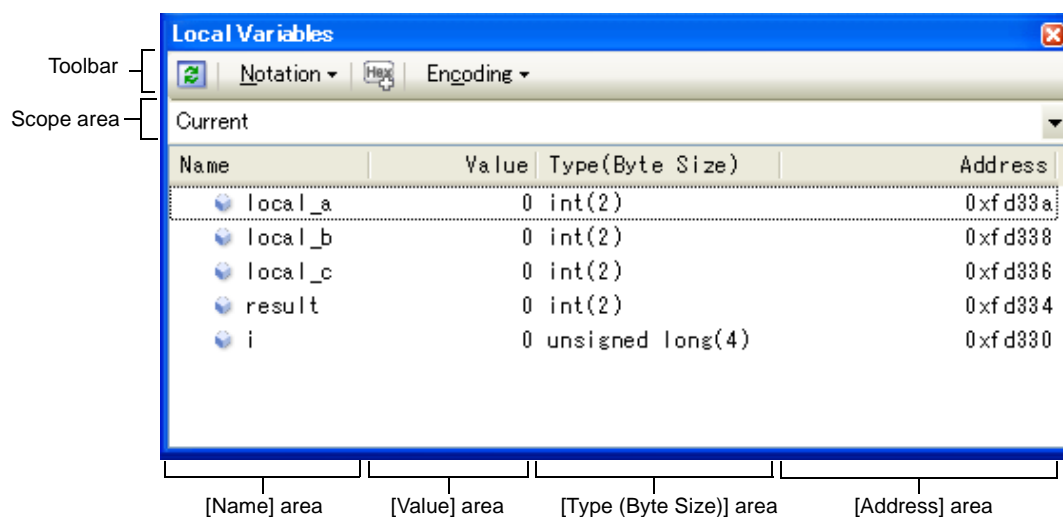 Local Variables
Toolbar
Notation Hex Encoding
Scope area
Current
Name Value Type(Byte Size) Address
local_a 0 int(2) 0xfd33a
local_b 0 int(2) 0xfd338
local_c 0 int(2) 0xfd336
result 0 int(2) 0xfd334
i 0 unsigned long(4) 0xfd330
[Name] area [Value] area [Type (Byte Size)] area [Address] area